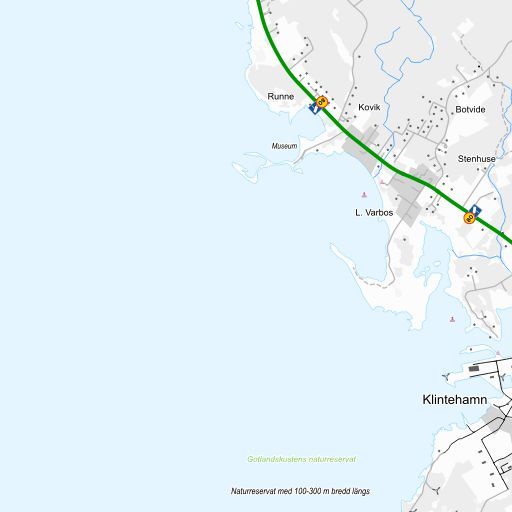 Runne
Kovik
Botvide
Museum
Stenhuse
L. Varbos
Klintehamn
Gotlandskustens naturreservat
Naturreservat med 100-300 m bredd längs